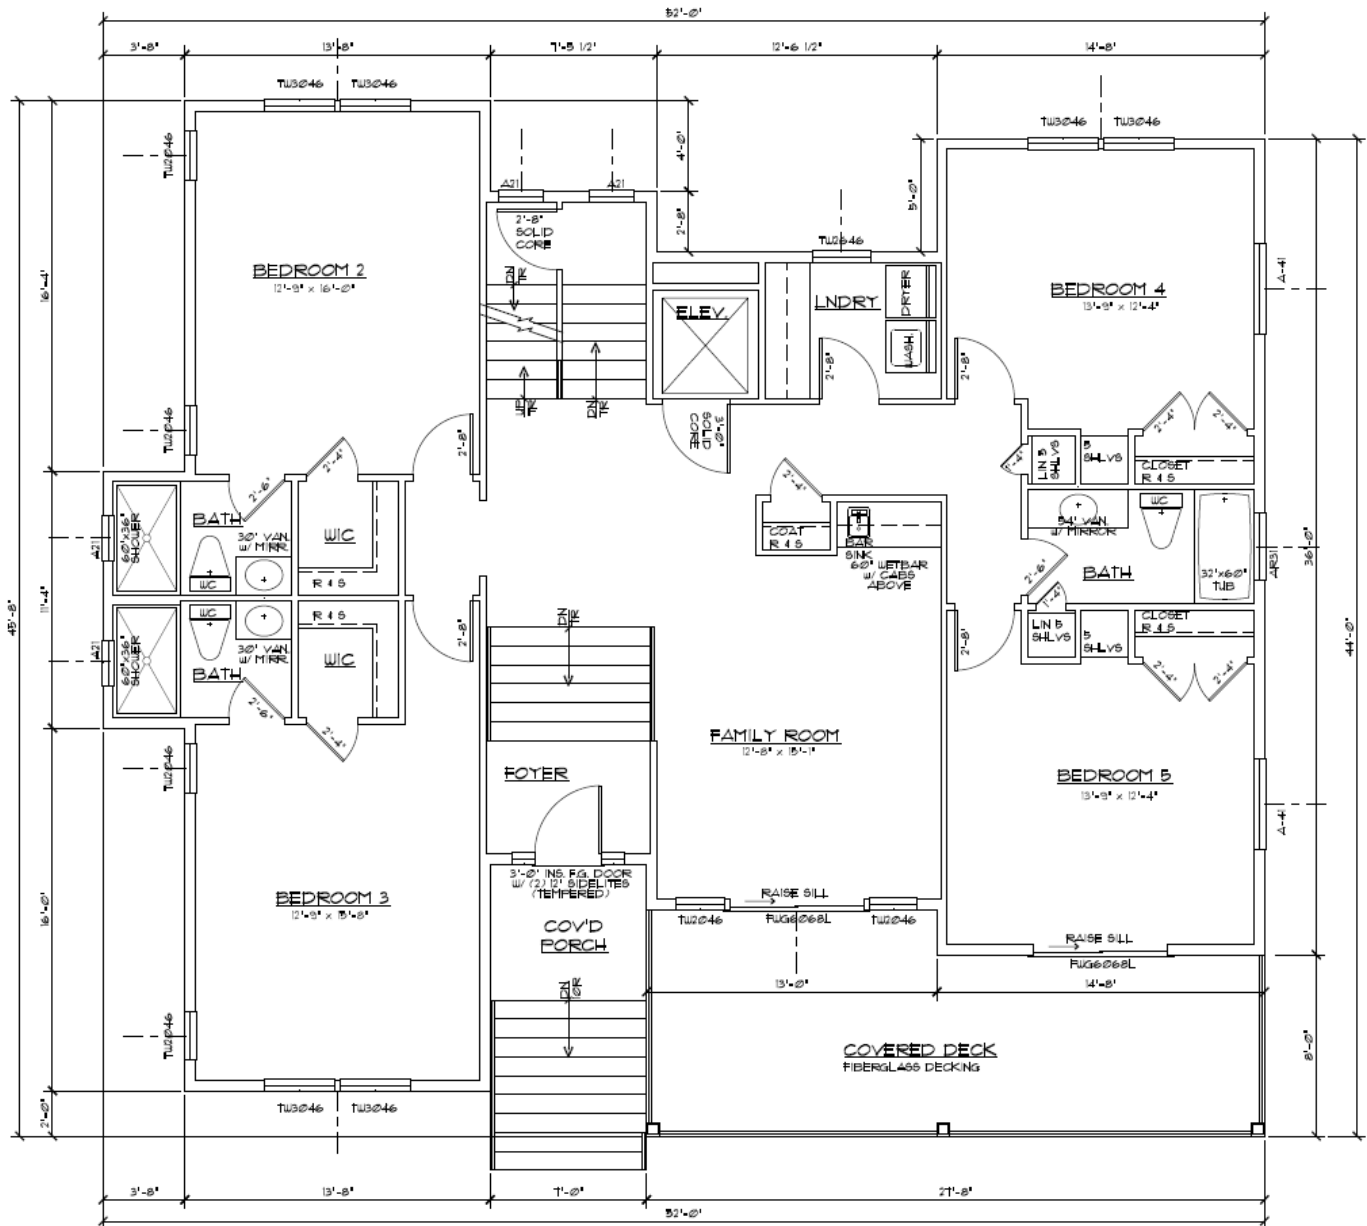 52'-0"
3'-8"
13'-8"
7'-5 1/2"
12'-6 1/2"
14'-8"
TW3046
TW3046
TW3046
TW3046
TW2046
4'-0"
5'-0"
A21
A21
2'-8"
SOLID
CORE
2'-8"
TW2646
BEDROOM 2
12'-9" x 16'-0"
DN
TR
ELEV.
LNDRY
DRYER
WASH.
BEDROOM 4
13'-9" x 12'-4"
A-41
16'-4"
2'-8"
2'-8"
UP
TR
DN
TR
3'-0"
SOLID
CORE
TW2046
2'-8"
2'-4"
2'-6"
2'-4"
2'-4"
2'-4"
1'-4"
LIN 5
SHLVS
5
SHLVS
CLOSET
R & S
60"x36"
SHOWER
A21
BATH
30" VAN.
W/ MIRR.
WC
WIC
R & S
COAT
R & S
BAR
SINK
60" WETBAR
W/ CABS
ABOVE
54" VAN.
W/ MIRROR
WC
BATH
32"x60"
TUB
AR31
36'-0"
2'-6"
11'-4"
45'-8"
44'-0"
WC
R & S
WIC
30" VAN.
W/ MIRR.
BATH
60"x36"
SHOWER
A21
2'-8"
DN
TR
2'-8"
1'-4"
LIN 5
SHLVS
5
SHLVS
CLOSET
R & S
2'-4"
2'-4"
2'-6"
2'-4"
TW2046
FOYER
FAMILY ROOM
12'-8" x 15'-1"
BEDROOM 5
13'-9" x 12'-4"
A-41
3'-0" INS. F.G. DOOR
W/ (2) 12" SIDELITES
(TEMPERED)
BEDROOM 3
12'-9" x 15'-8"
16'-0"
COV'D
PORCH
RAISE SILL
TW2046
FWG6068L
TW2046
RAISE SILL
FWG6068L
DN
10R
13'-0"
14'-8"
TW2046
COVERED DECK
FIBERGLASS DECKING
8'-0"
2'-0"
TW3046
TW3046
3'-8"
13'-8"
7'-0"
27'-8"
52'-0"